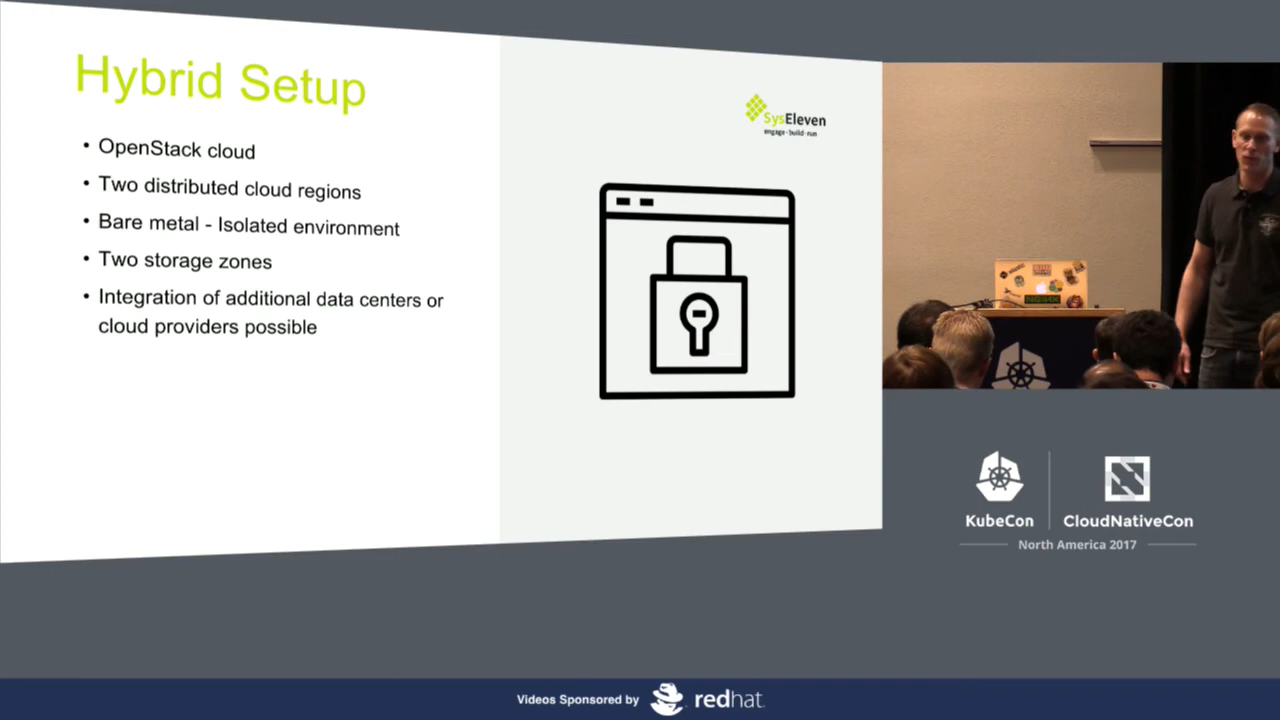 Hybrid Setup
• OpenStack cloud
• Two distributed cloud regions
• Bare metal - Isolated environment
• Two storage zones
• Integration of additional data centers or
cloud providers possible
SysEleven
engage·build·run
NGINX
KubeCon
CloudNativeCon
North America 2017
Videos Sponsored by
redhat.